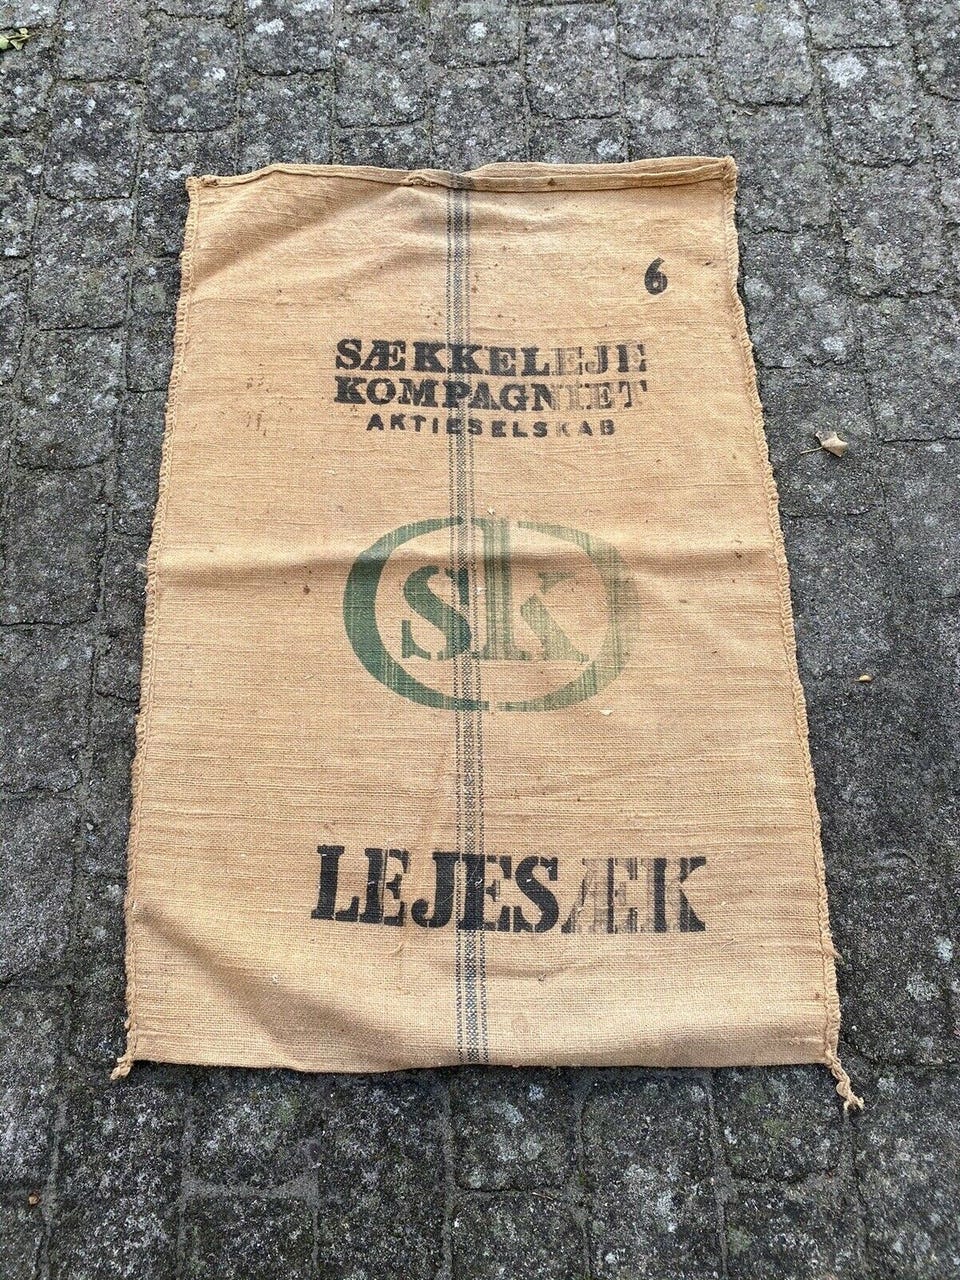 6
SÆKKELEJE
KOMPAGNIET
AKTIESELSKAB
sk
LEJESÆK